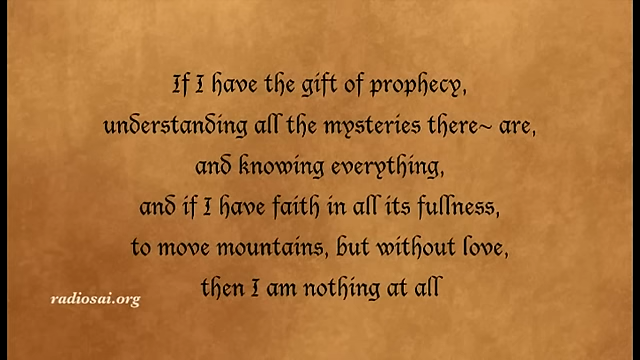 If I have the gift of prophecy,
understanding all the mysteries there~ are,
and knowing everything,
and if I have faith in all its fullness,
to move mountains, but without love,
then I am nothing at all
radiosai.org